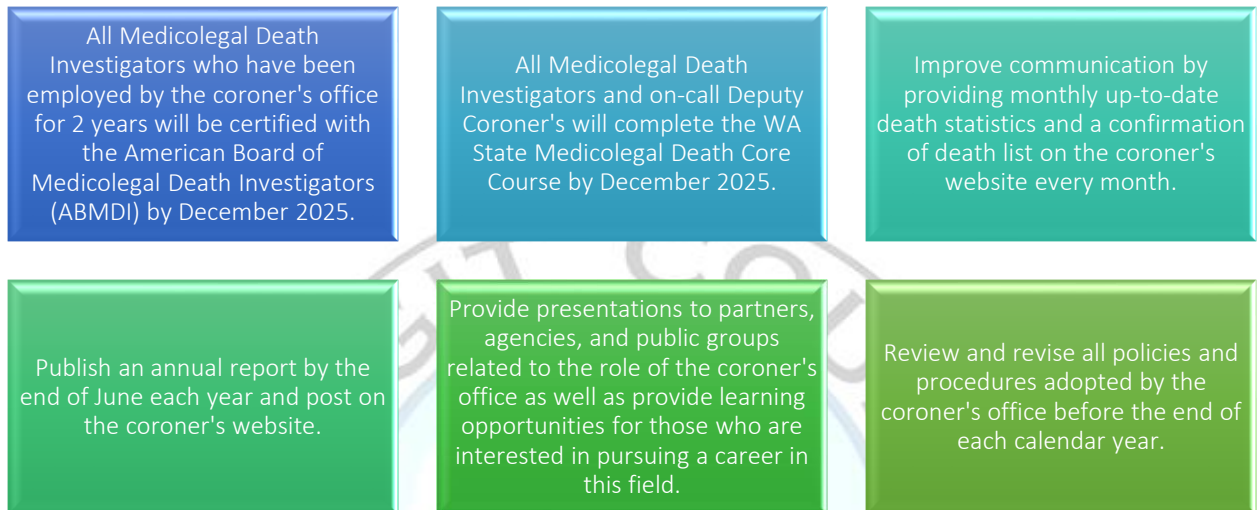 All Medicolegal Death
Investigators who have been
employed by the coroner's office
for 2 years will be certified with
the American Board of
Medicolegal Death Investigators
(ABMDI) by December 2025.
All Medicolegal Death
Investigators and on-call Deputy
Coroner's will complete the WA
State Medicolegal Death Core
Course by December 2025.
Improve communication by
providing monthly up-to-date
death statistics and a confirmation
of death list on the coroner's
website every month.
Publish an annual report by the
end of June each year and post on
the coroner's website.
Provide presentations to partners,
agencies, and public groups
related to the role of the coroner's
office as well as provide learning
opportunities for those who are
interested in pursuing a career in
this field.
Review and revise all policies and
procedures adopted by the
coroner's office before the end of
each calendar year.